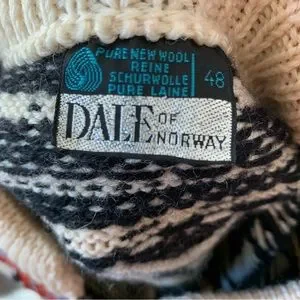 PURE NEW WOOL
REINE
SCHURWOLLE
PURE LAINE
48
DALE OF
NORWAY